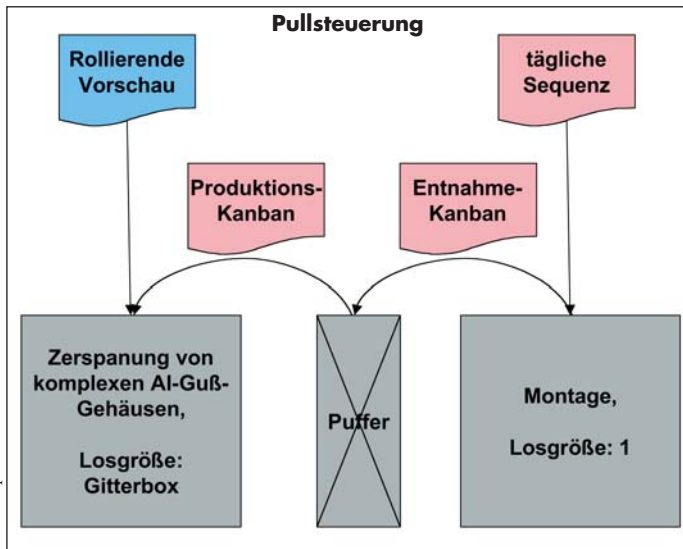 Pullsteuerung
Rollierende
Vorschau
tägliche
Sequenz
Produktions-
Kanban
Entnahme-
Kanban
Zerspanung von
komplexen Al-Guß-
Gehäusen,
Losgröße:
Gitterbox
Puffer
Montage,
Losgröße: 1